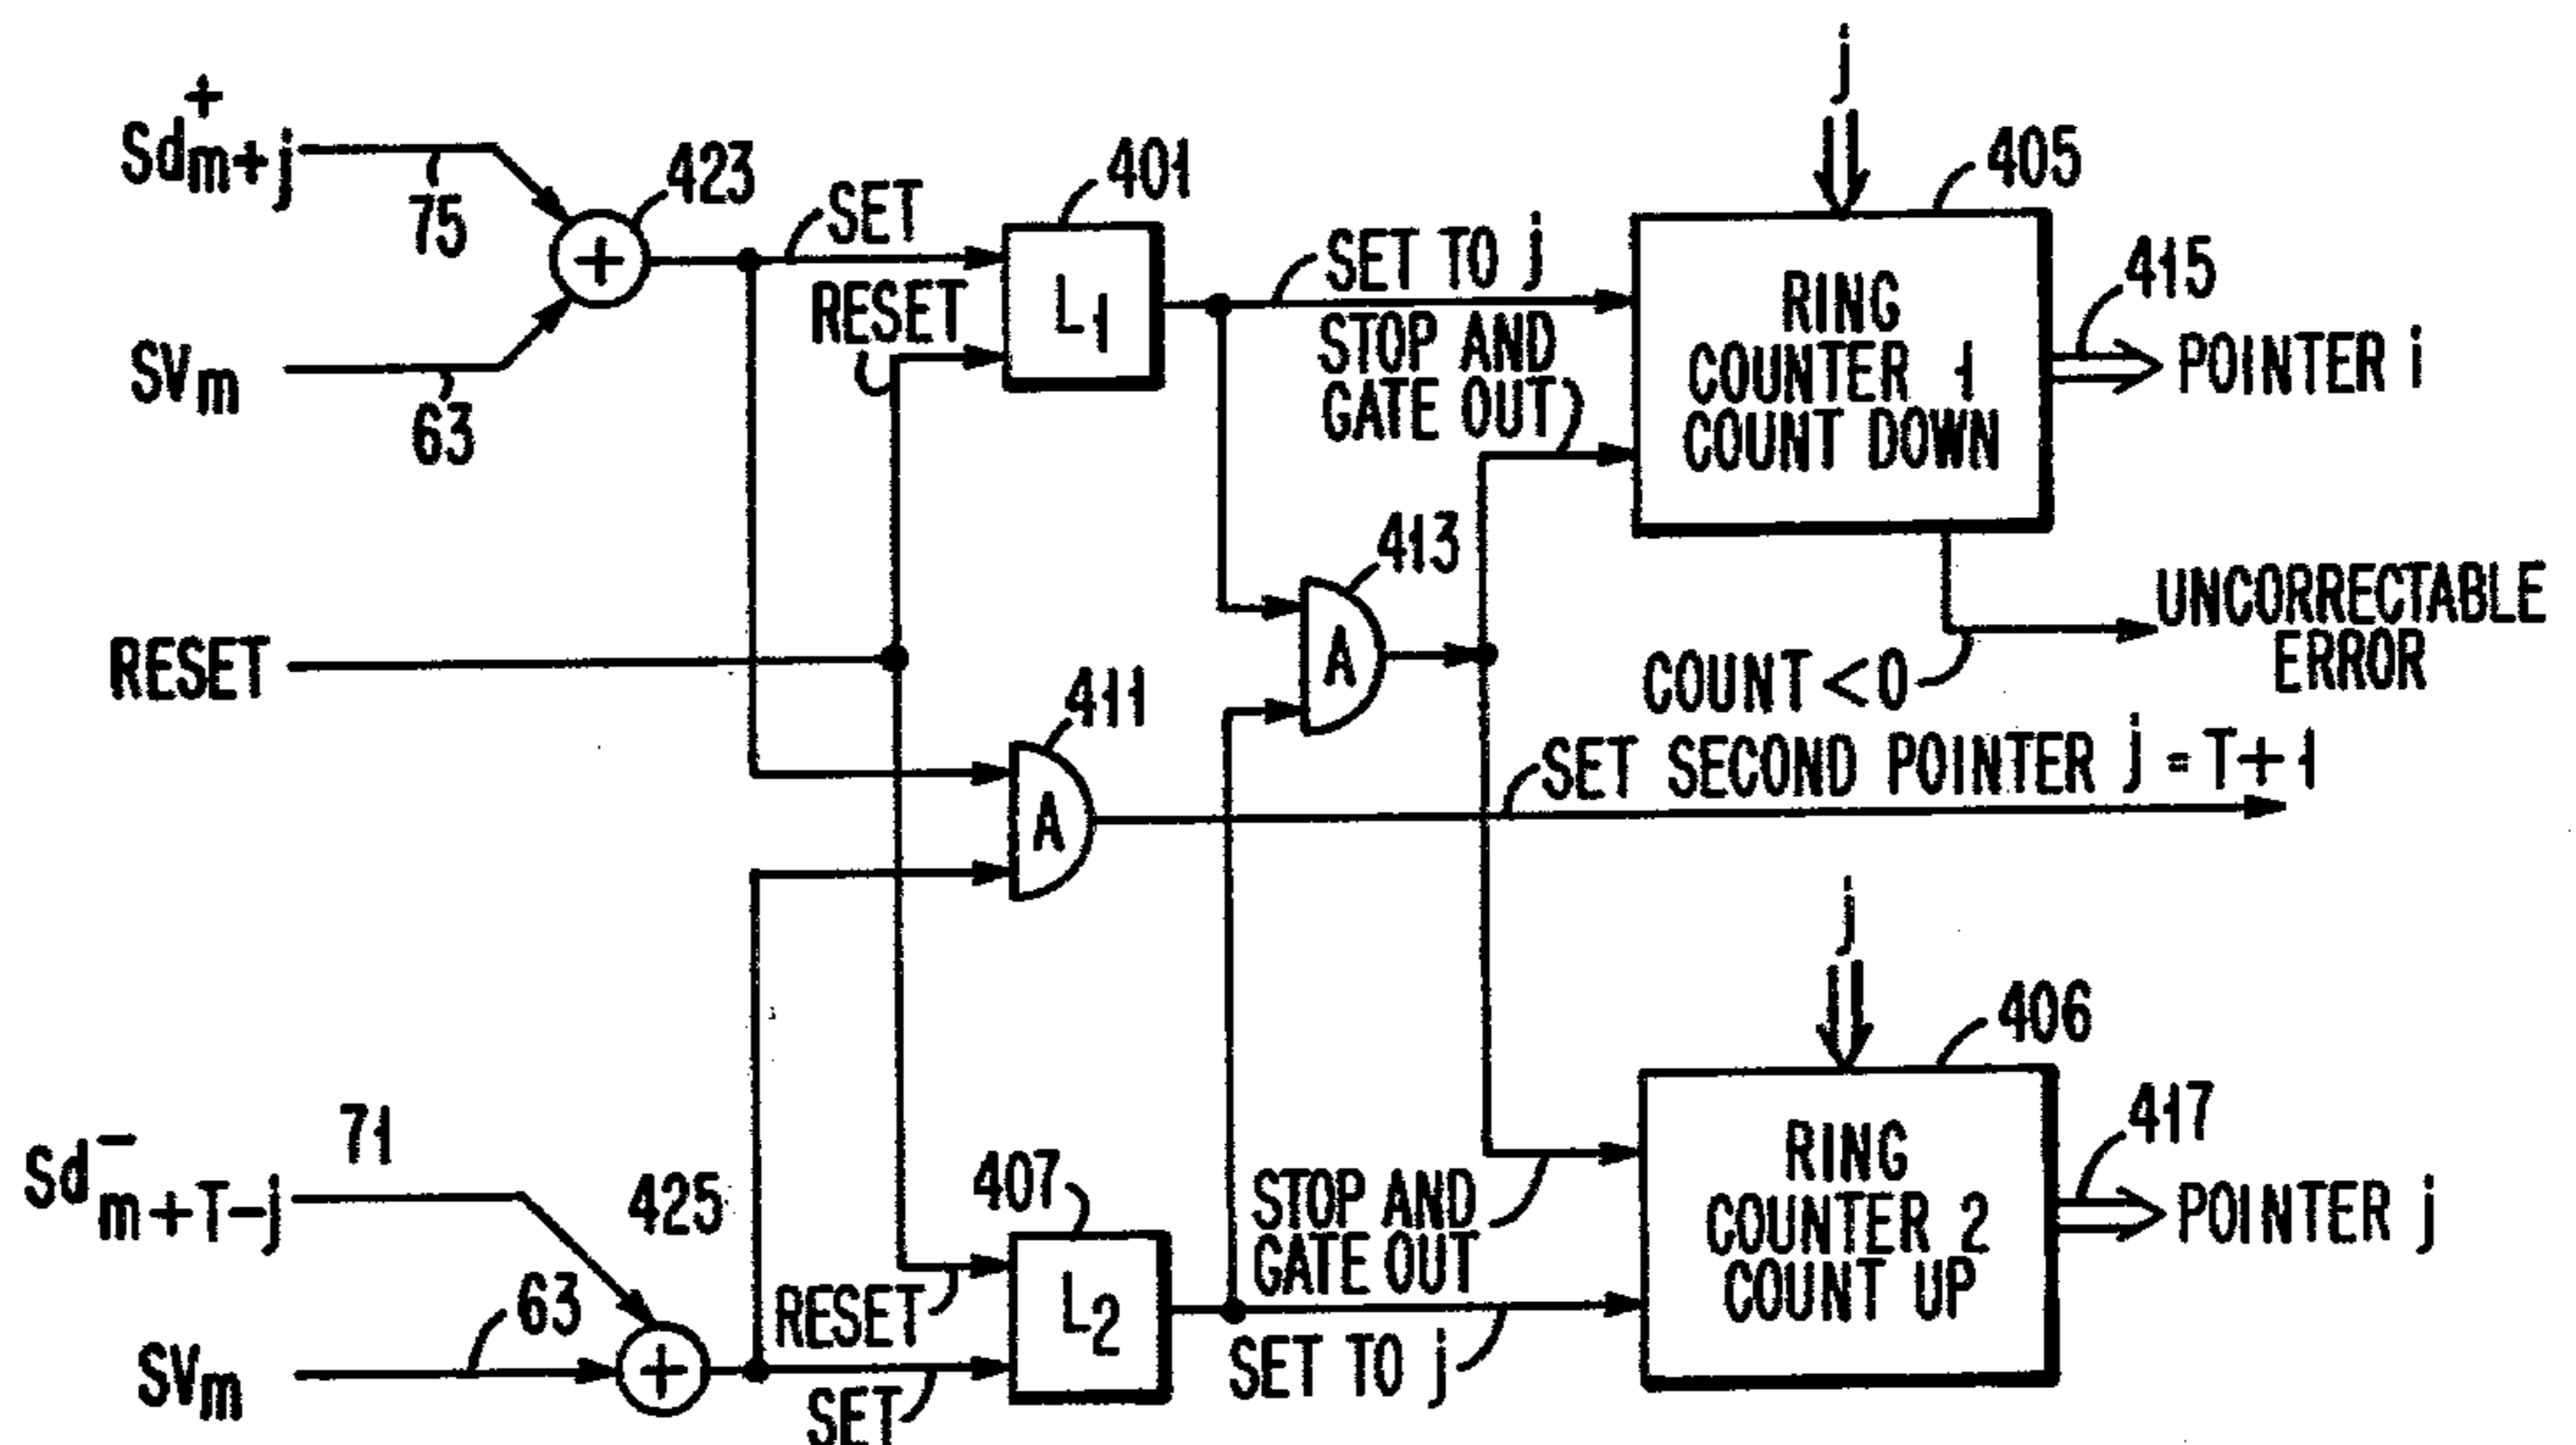 Sd+m+j
75
423
SET
401
SVm
63
RESET
L1
SET TO j
STOP AND
GATE OUT
j
405
RING
COUNTER 1
COUNT DOWN
415
POINTER i
RESET
413
A
COUNT<0
UNCORRECTABLE
ERROR
411
A
SET SECOND POINTER j = T+1
Sd-m+T-j
71
425
SVm
63
RESET
SET
407
L2
STOP AND
GATE OUT
SET TO j
j
406
RING
COUNTER 2
COUNT UP
417
POINTER j